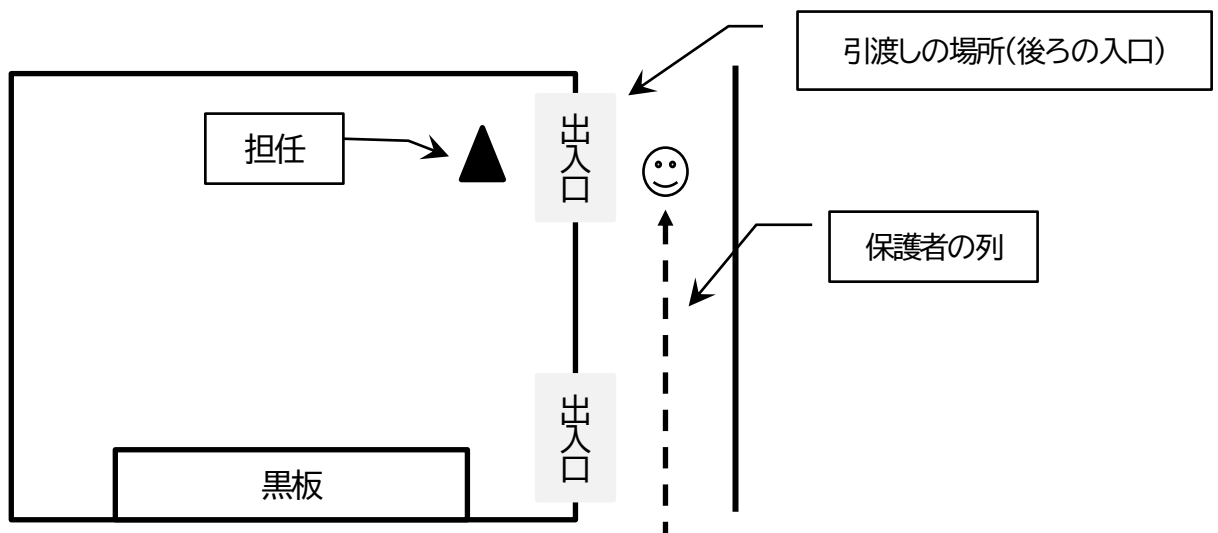 引渡しの場所(後ろの入口)
担任
出入口
保護者の列
出入口
黒板